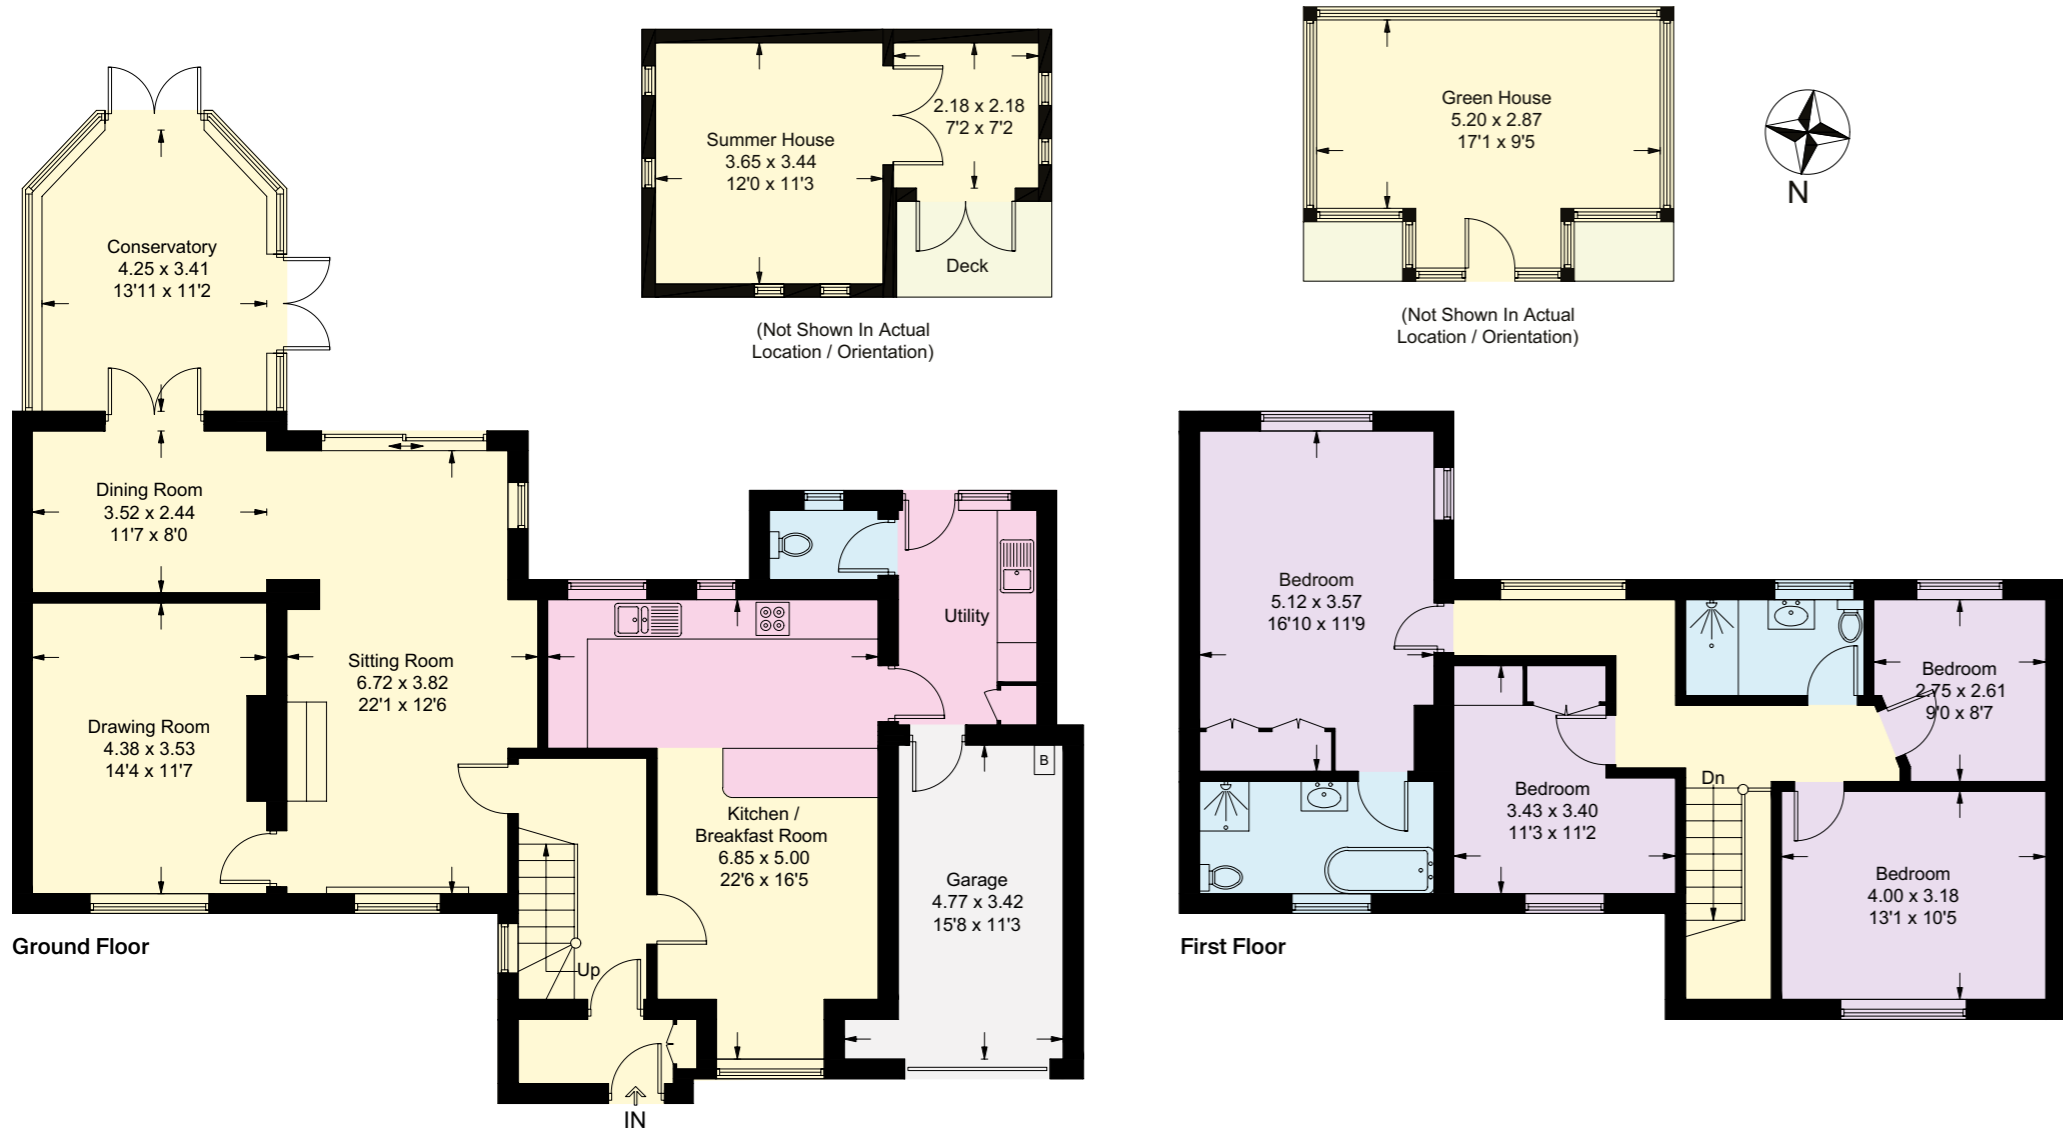 Summer House
3.65 x 3.44
12'0 x 11'3
2.18 x 2.18
7'2 x 7'2
Deck
(Not Shown In Actual
Location / Orientation)
Green House
5.20 x 2.87
17'1 x 9'5
(Not Shown In Actual
Location / Orientation)
N
Conservatory
4.25 x 3.41
13'11 x 11'2
Dining Room
3.52 x 2.44
11'7 x 8'0
Sitting Room
6.72 x 3.82
22'1 x 12'6
Drawing Room
4.38 x 3.53
14'4 x 11'7
Utility
Kitchen /
Breakfast Room
6.85 x 5.00
22'6 x 16'5
B
Garage
4.77 x 3.42
15'8 x 11'3
Up
IN
Ground Floor
Bedroom
5.12 x 3.57
16'10 x 11'9
Bedroom
2.75 x 2.61
9'0 x 8'7
Bedroom
3.43 x 3.40
11'3 x 11'2
Dn
Bedroom
4.00 x 3.18
13'1 x 10'5
First Floor